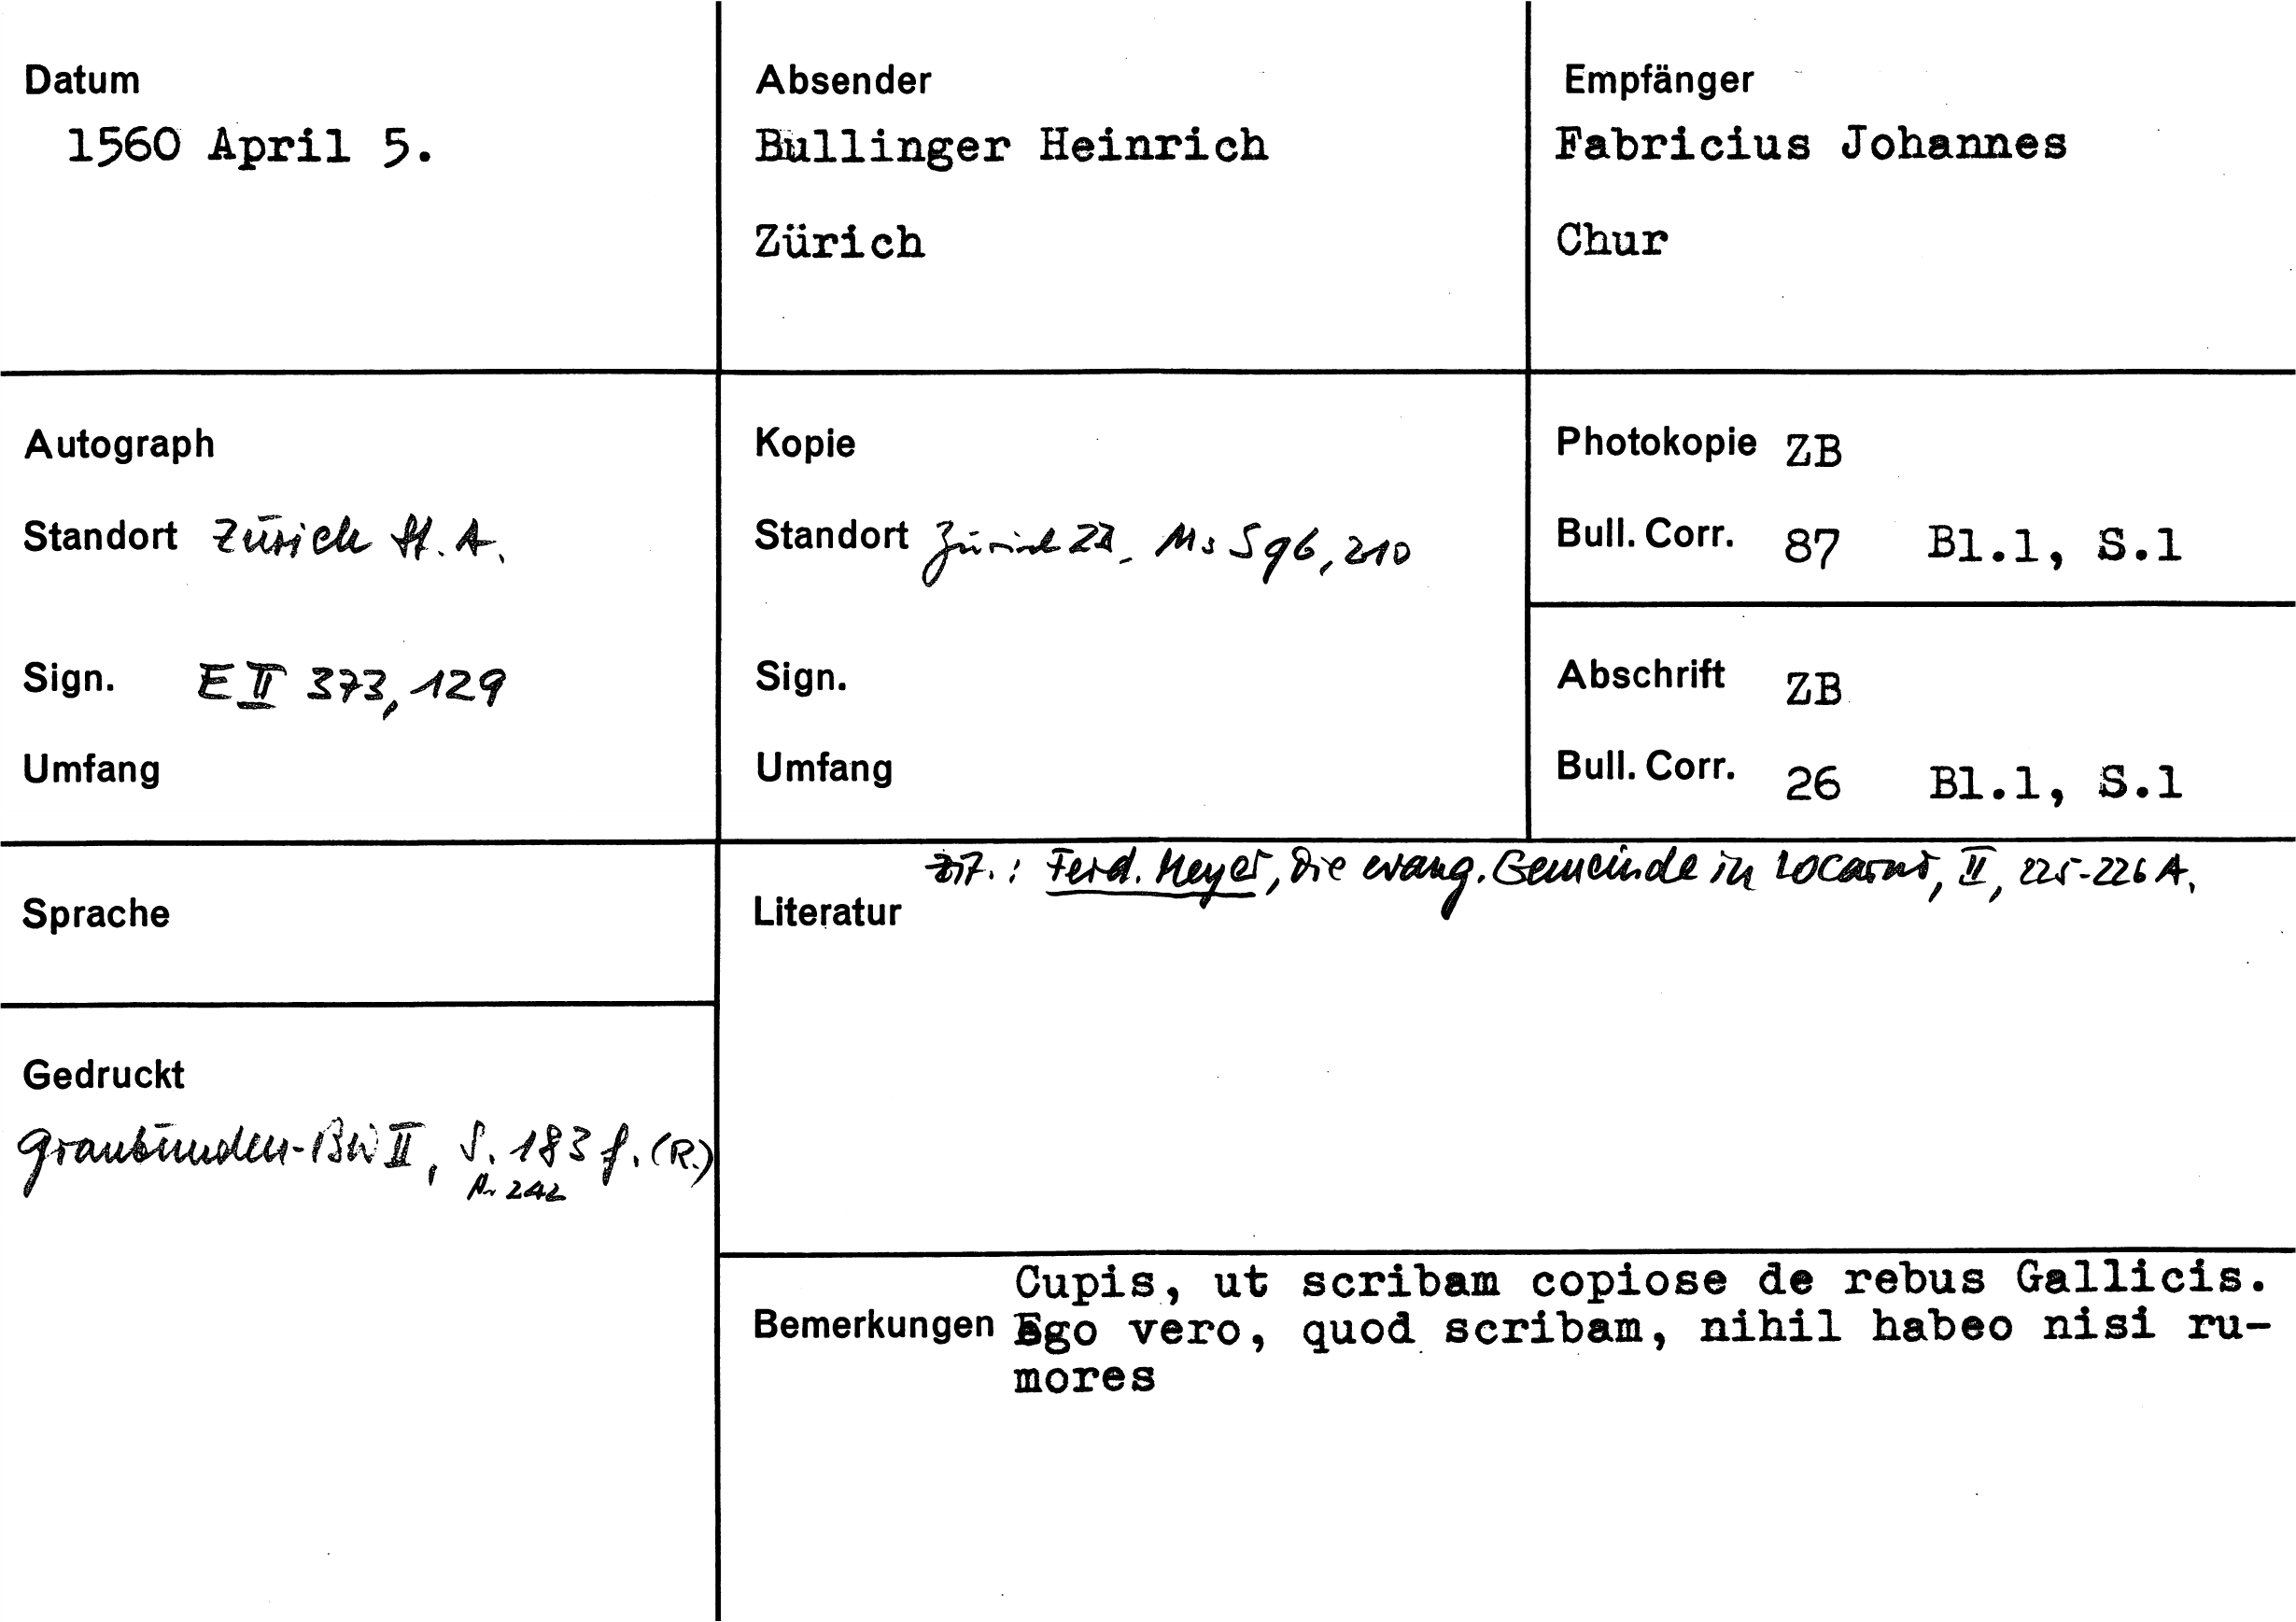 Datum
1560 April 5.
Absender
Bullinger Heinrich
Zürich
Empfänger
Fabricius Johannes
Chur
Autograph
Standort Zürich St. A.
Sign. E II 373, 129
Umfang
Kopie
Standort Zürich ZB, Ms S 96, 210
Sign.
Umfang
Photokopie ZB
Bull. Corr. 87 Bl.1, S.1
Abschrift ZB
Bull. Corr. 26 Bl.1, S.1
Sprache
Zit.: Ferd. Meyer, Die evang. Gemeinde in Locarno, II, 225-226 A.
Literatur
Gedruckt
Graubünden-BW II, S. 183 f. (R.)
Nr 242
Cupis, ut scribam copiose de rebus Gallicis.
Bemerkungen Ego vero, quod scribam, nihil habeo nisi ru-
mores